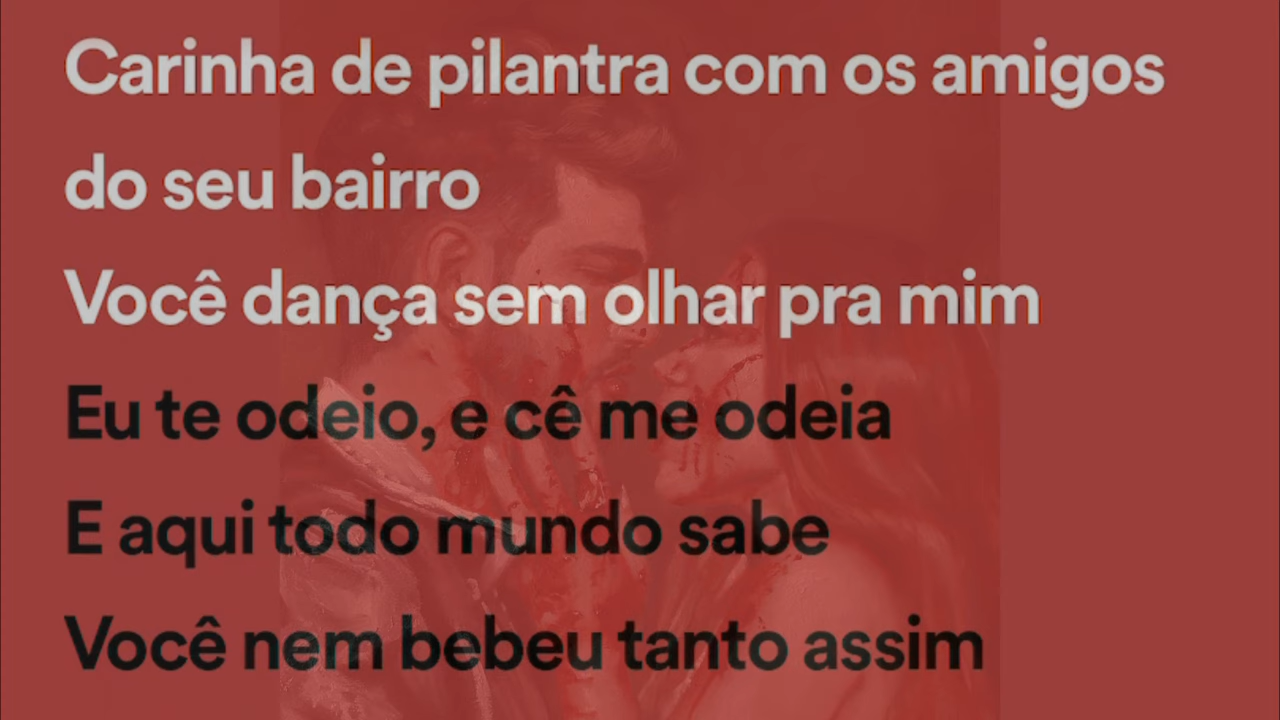 Carinha de pilantra com os amigos
do seu bairro
Você dança sem olhar pra mim
Eu te odeio, e cê me odeia
E aqui todo mundo sabe
Você nem bebeu tanto assim